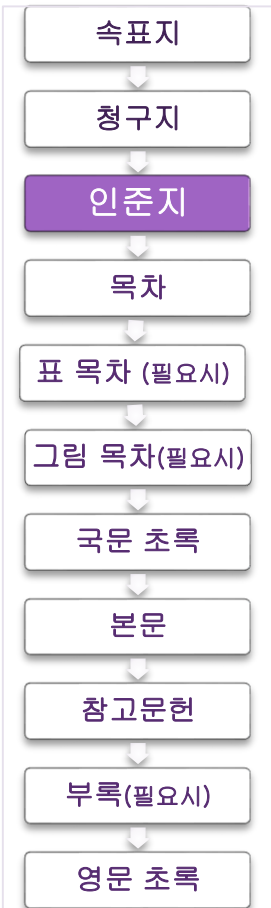 속표지
청구지
인준지
목차
표 목차 (필요시)
그림 목차(필요시)
국문 초록
본문
참고문헌
부록(필요시)
영문 초록